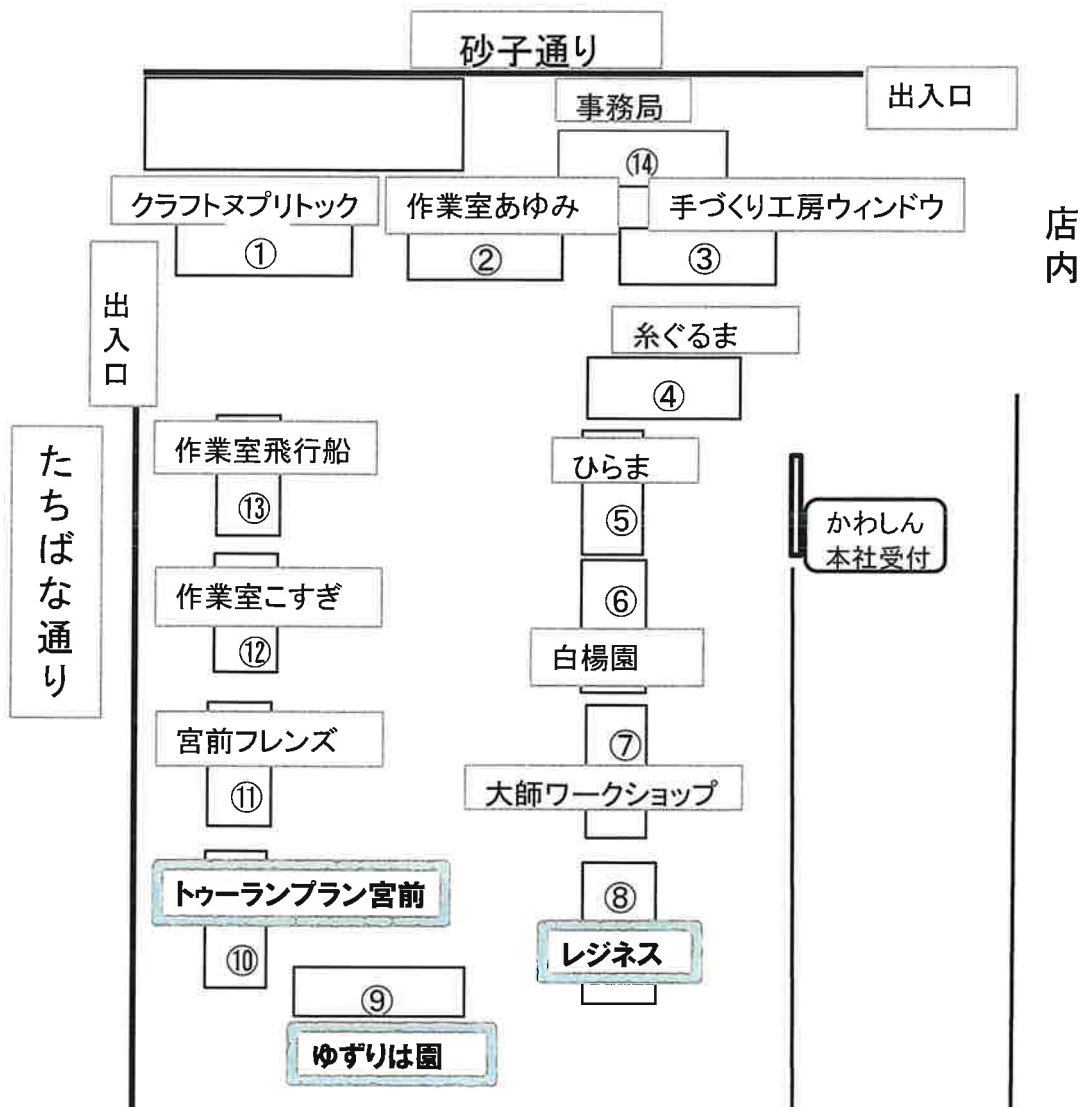 砂子通り
出入口
事務局
⑭
クラフトヌプリトック
作業室あゆみ
手づくり工房ウィンドウ
①
②
③
店内
出入口
糸ぐるま
④
たちばな通り
作業室飛行船
⑬
ひらま
⑤
かわしん
本社受付
作業室こすぎ
⑫
⑥
白楊園
宮前フレンズ
⑪
⑦
大師ワークショップ
トゥーランプラン宮前
⑩
⑧
レジネス
⑨
ゆずりは園